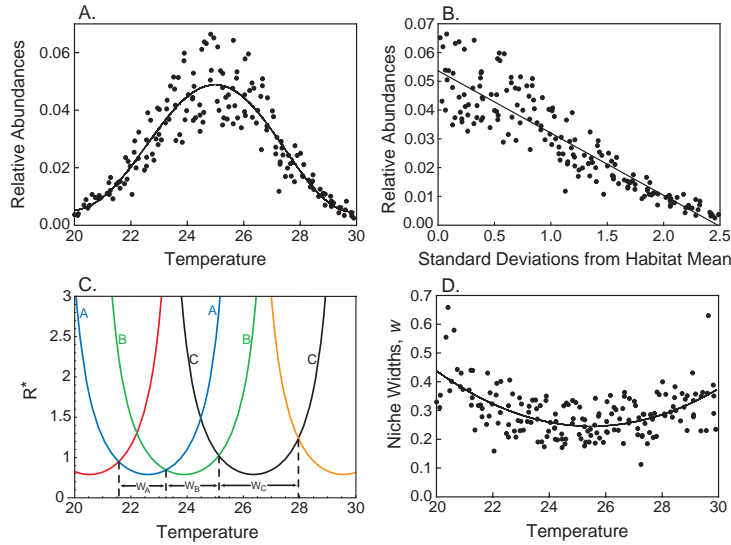 A.
Relative Abundances
0.06
0.04
0.02
0.00
20
22
24
26
28
30
Temperature
B.
Relative Abundances
0.07
0.06
0.05
0.04
0.03
0.02
0.01
0.00
0.0
0.5
1.0
1.5
2.0
2.5
Standard Deviations from Habitat Mean
C.
R*
3
2
1.5
1
1
0
A
B
C
A
B
C
WA
WB
WC
20
22
24
26
28
30
Temperature
D.
Niche Widths, w
0.7
0.6
0.5
0.4
0.3
0.2
0.1
0.0
20
22
24
26
28
30
Temperature